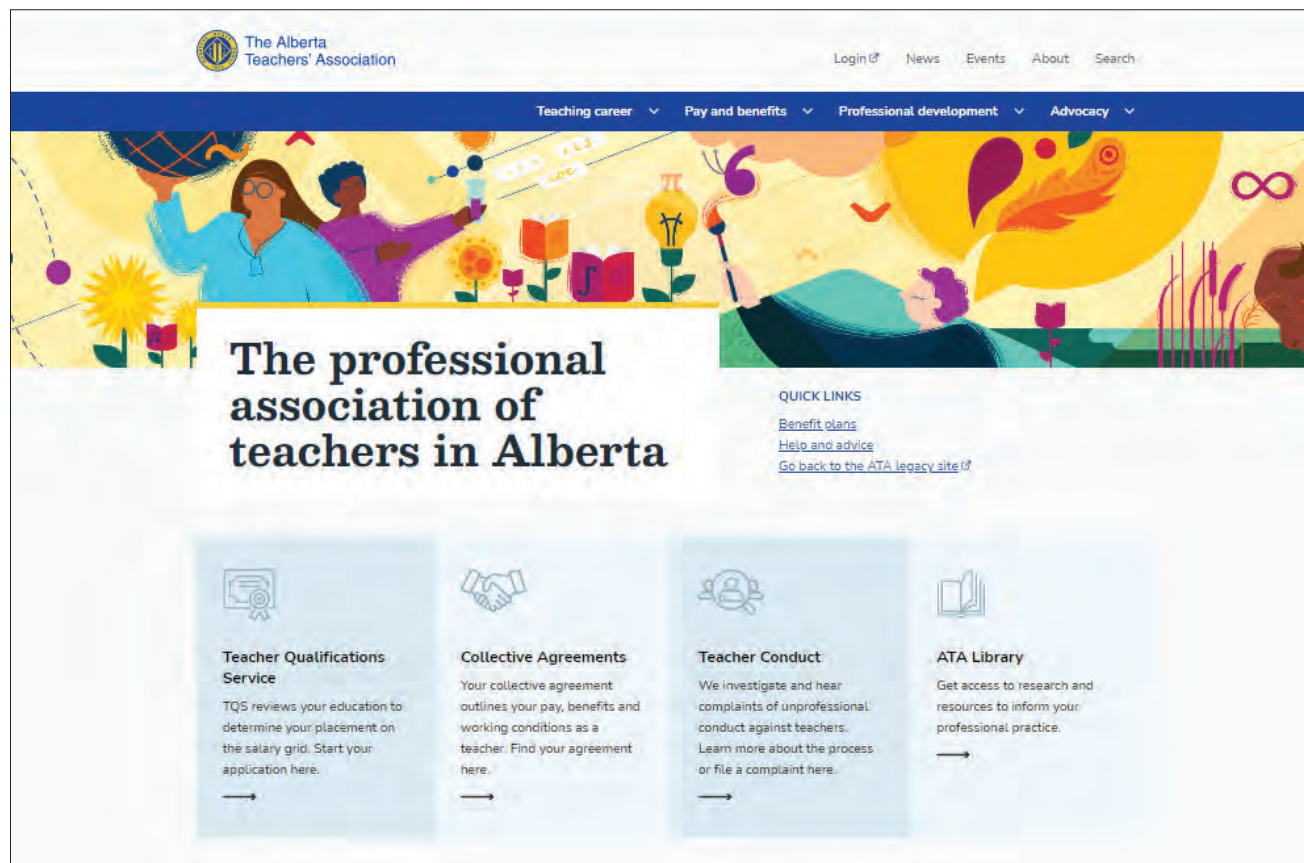 The Alberta
Teachers' Association
Login News Events About Search
Teaching career Pay and benefits Professional development Advocacy
The professional
association of
teachers in Alberta
QUICK LINKS
Benefit plans
Help and advice
Go back to the ATA legacy site
Teacher Qualifications
Service
TQS reviews your education to
determine your placement on
the salary grid. Start your
application here.
Collective Agreements
Your collective agreement
outlines your pay, benefits and
working conditions as a
teacher. Find your agreement
here.
Teacher Conduct
We investigate and hear
complaints of unprofessional
conduct against teachers.
Learn more about the process
or file a complaint here.
ATA Library
Get access to research and
resources to inform your
professional practice.